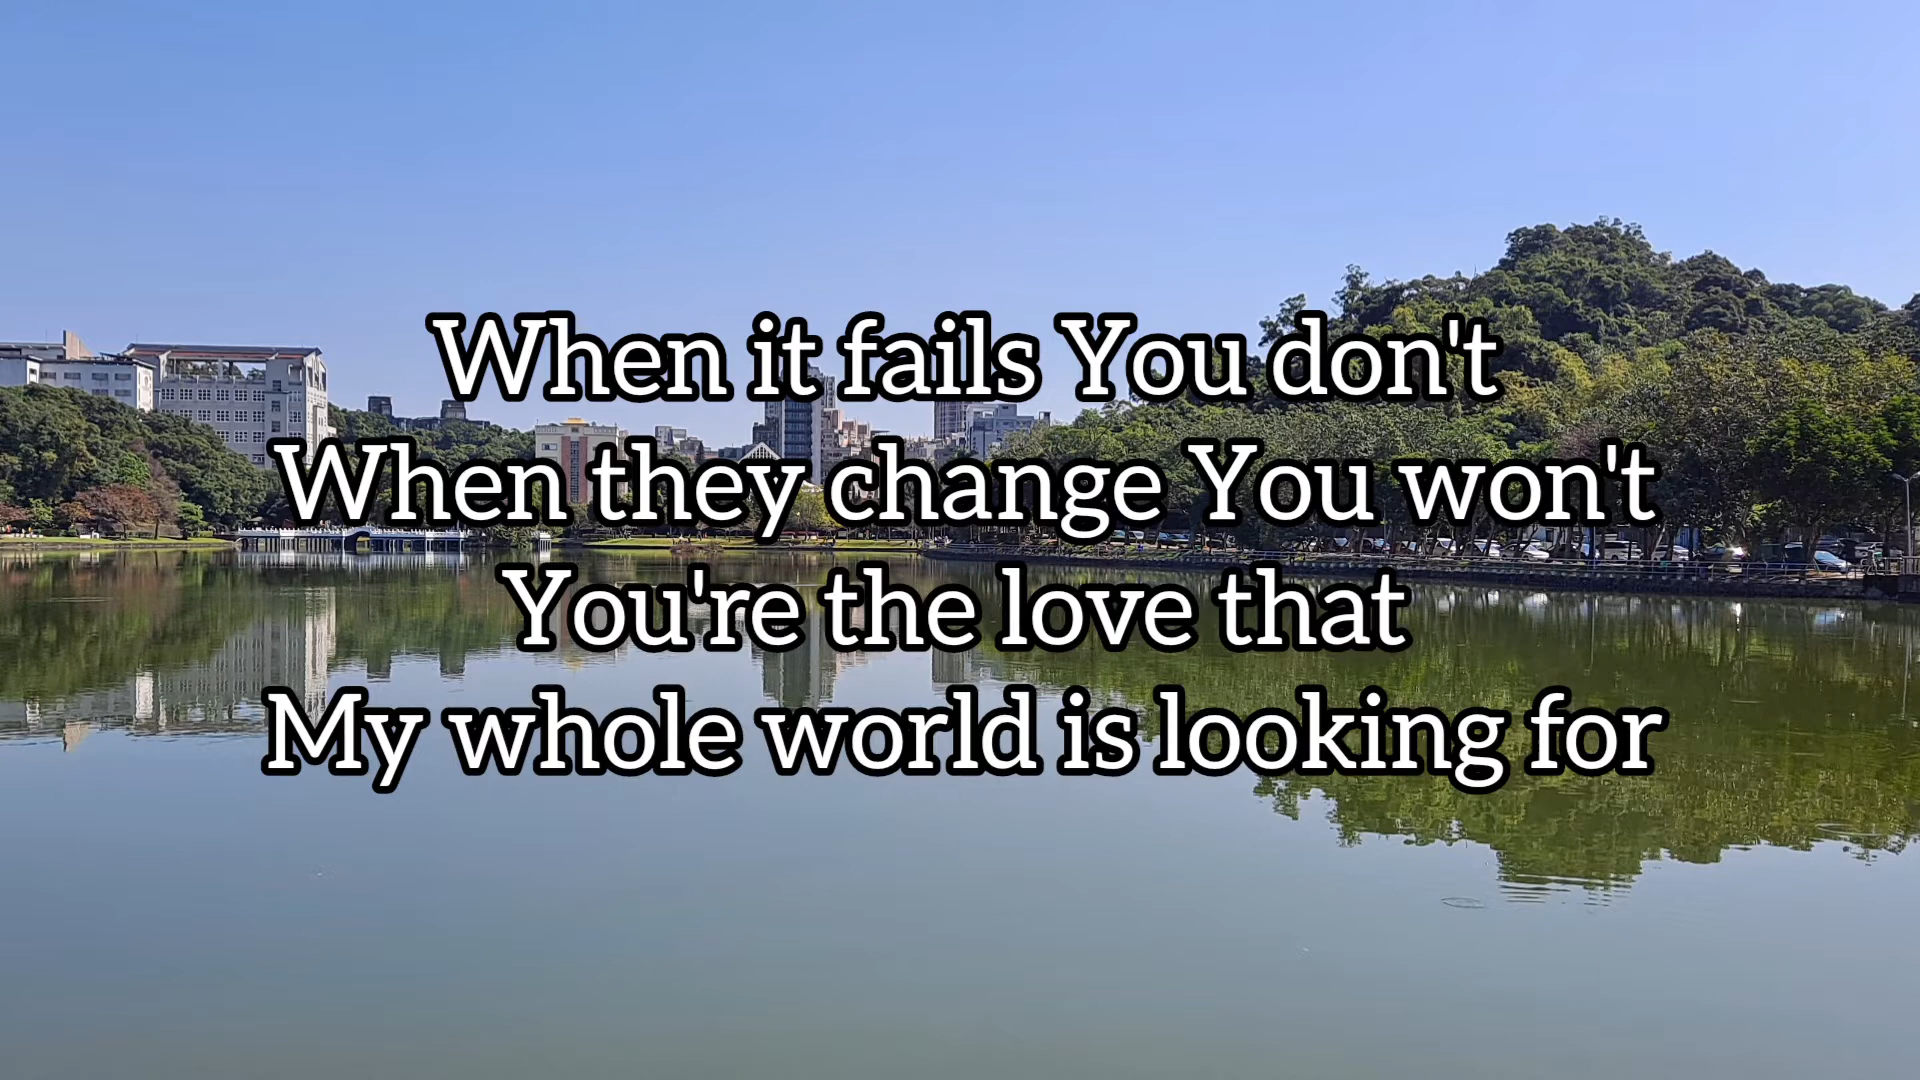 When it fails You don't
When they change You won't
You're the love that
My whole world is looking for